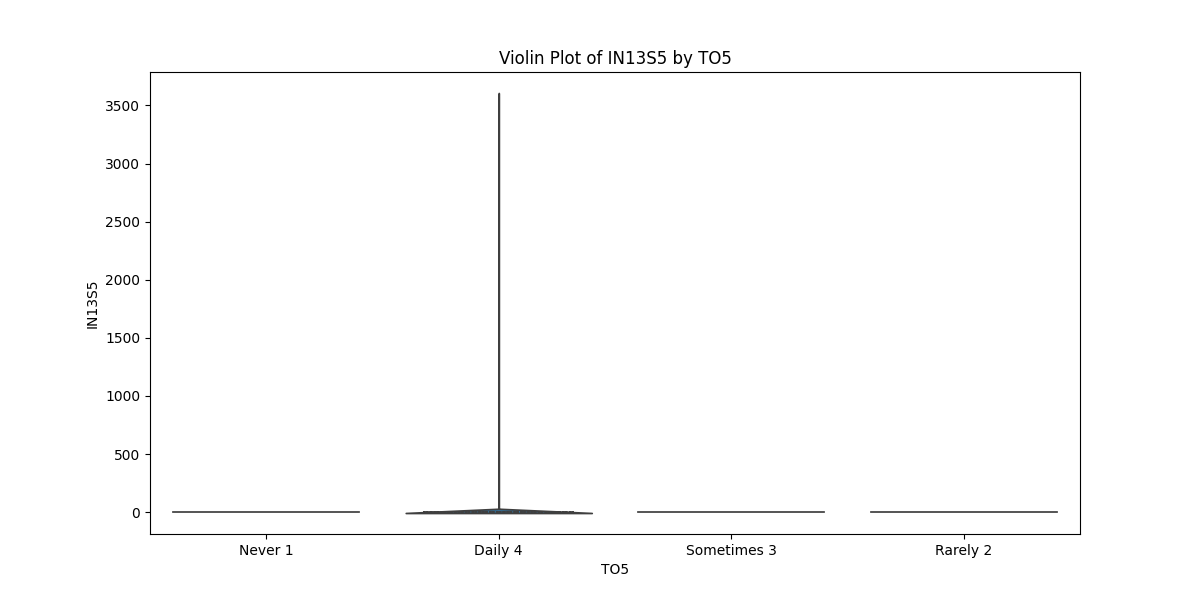 Violin Plot of IN13S5 by TO5
IN13S5
3500
3000
2500
2000
1500
1000
500
0
Never 1
Daily 4
Sometimes 3
Rarely 2
TO5